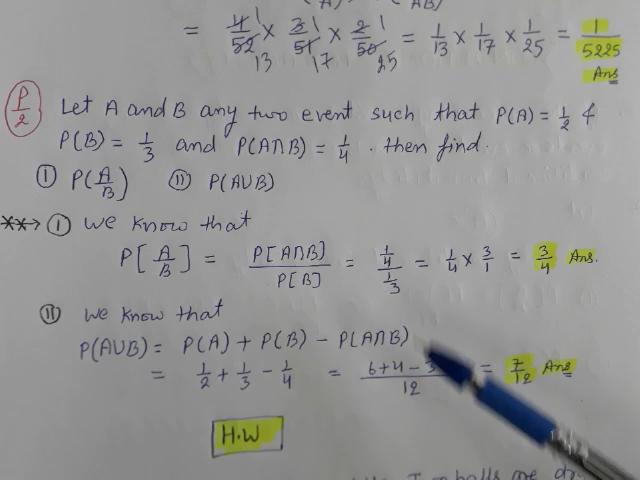 = 4/52 × 3/51 × 2/50 = 1/13 × 1/17 × 1/25 = 1/5225 Ans
P/2 Let A and B any two event such that P(A) = 1/2 &
P(B) = 1/3 and P(A∩B) = 1/4 . then find.
(I) P(A/B) (II) P(A∪B)
**→ (I) We know that
P[A/B] = P[A∩B]/P[B] = 1/4 / 1/3 = 1/4 × 3/1 = 3/4 Ans.
(II) We know that
P(A∪B) = P(A) + P(B) - P(A∩B)
= 1/2 + 1/3 - 1/4 = 6+4-3/12 = 7/12 Ans
H.W
balls are